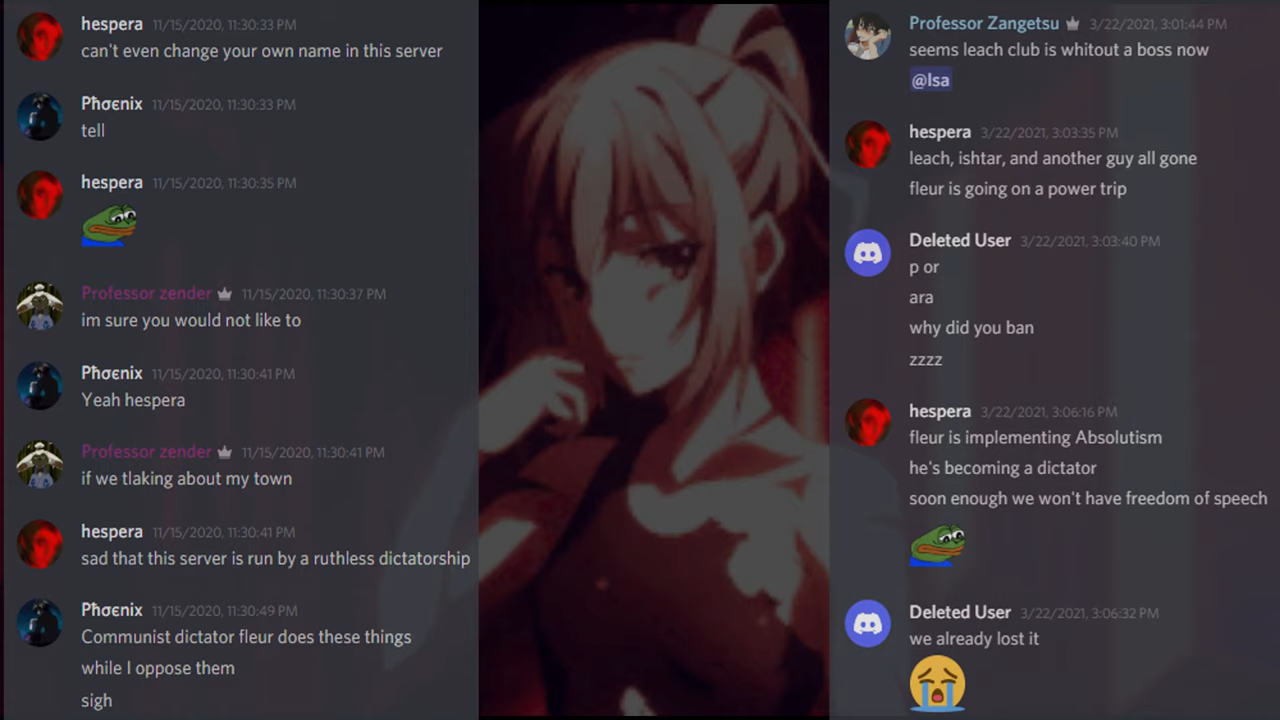 hespera 11/15/2020, 11:30:33 PM
can't even change your own name in this server
Pħσεnix 11/15/2020, 11:30:33 PM
tell
hespera 11/15/2020, 11:30:35 PM
Professor zender 11/15/2020, 11:30:37 PM
im sure you would not like to
Pħσεnix 11/15/2020, 11:30:41 PM
Yeah hespera
Professor zender 11/15/2020, 11:30:41 PM
if we tlaking about my town
hespera 11/15/2020, 11:30:41 PM
sad that this server is run by a ruthless dictatorship
Pħσεnix 11/15/2020, 11:30:49 PM
Communist dictator fleur does these things
while I oppose them
sigh
Professor Zangetsu 3/22/2021, 3:01:44 PM
seems leach club is whitout a boss now
@lsa
hespera 3/22/2021, 3:03:35 PM
leach, ishtar, and another guy all gone
fleur is going on a power trip
Deleted User 3/22/2021, 3:03:40 PM
p or
ara
why did you ban
zzzz
hespera 3/22/2021, 3:06:16 PM
fleur is implementing Absolutism
he's becoming a dictator
soon enough we won't have freedom of speech
Deleted User 3/22/2021, 3:06:32 PM
we already lost it